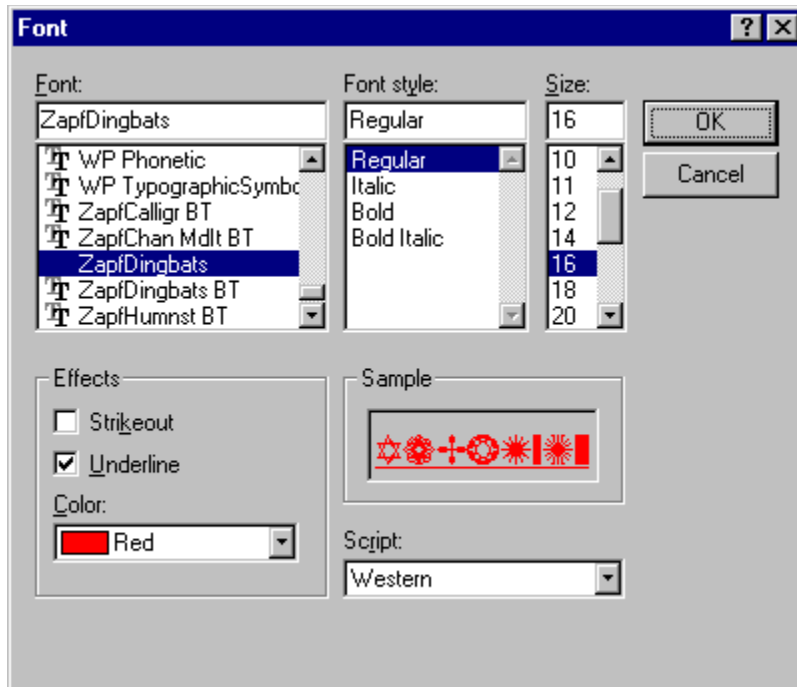 Font
Font:
ZapfDingbats
WP Phonetic
WP TypographicSymbo
ZapfCalligr BT
ZapfChan MdIt BT
ZapfDingbats
ZapfDingbats BT
ZapfHumnst BT
Font style:
Regular
Regular
Italic
Bold
Bold Italic
Size:
16
10
11
12
14
16
18
20
OK
Cancel
Effects
Strikeout
Underline
Color:
Red
Sample
✡❁✢❂✷❚✺▮
Script:
Western